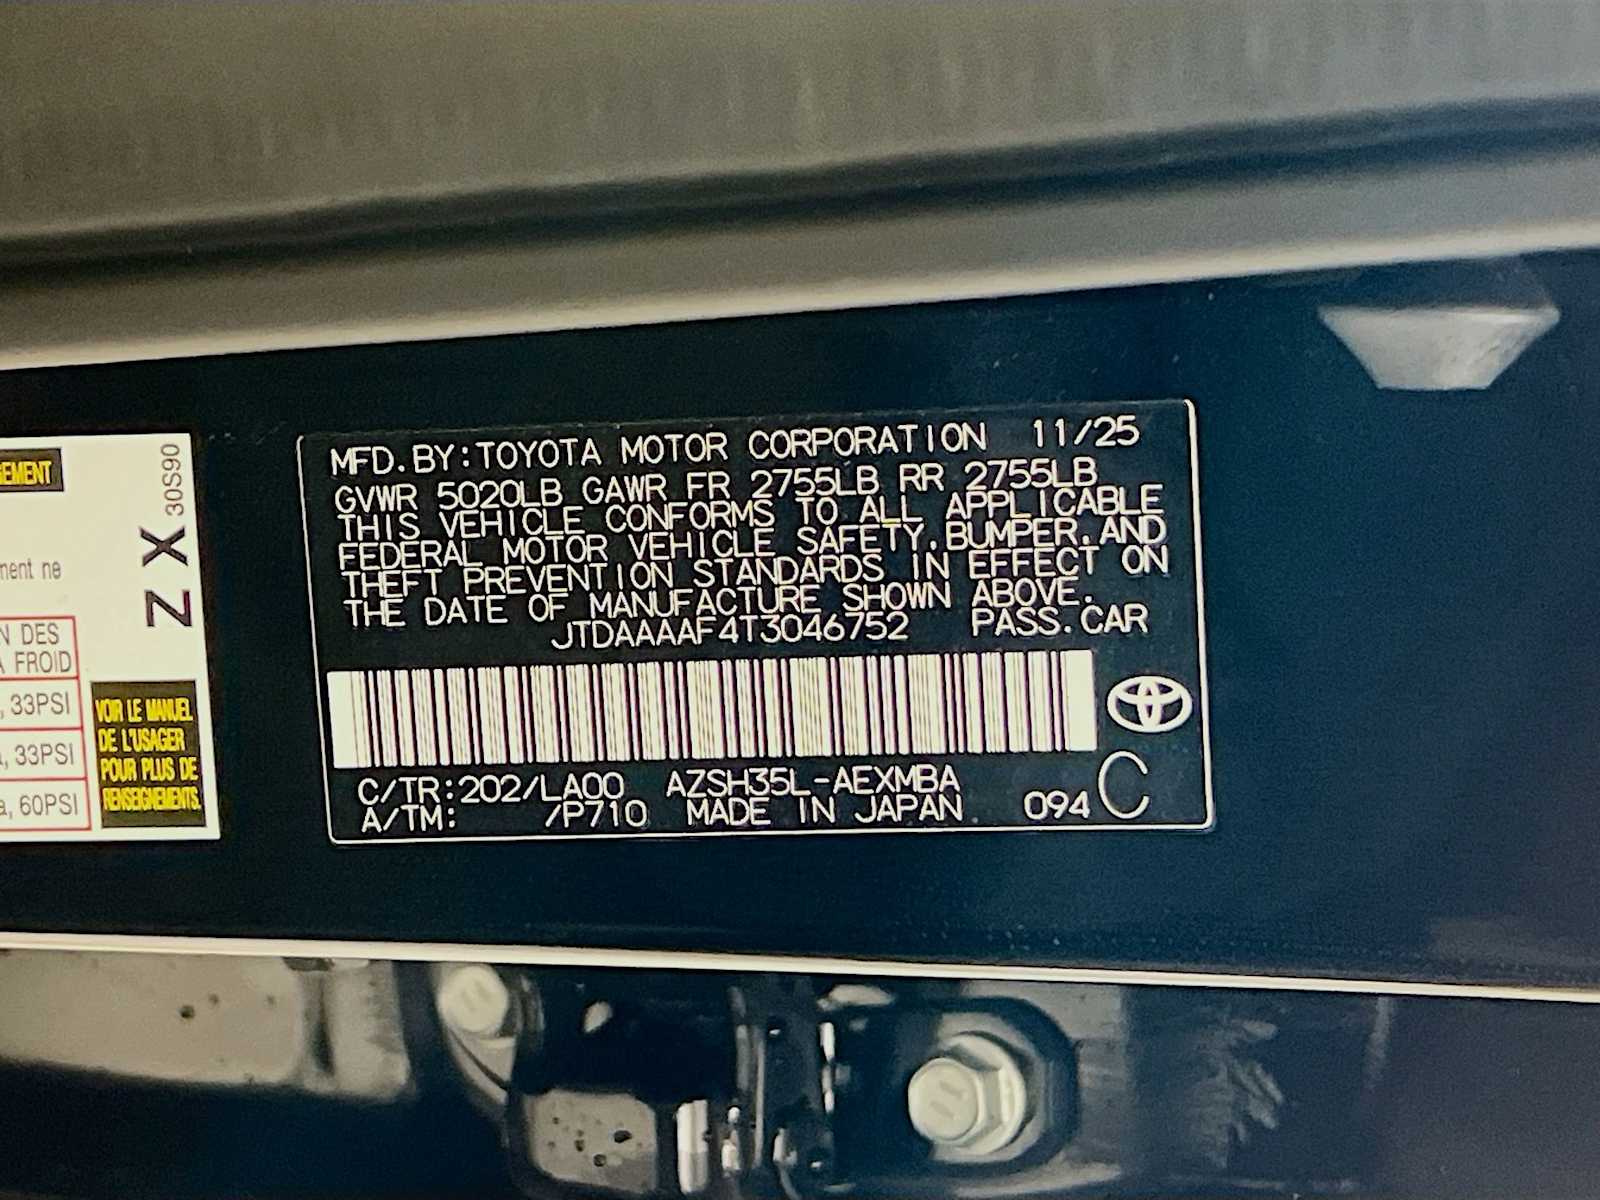 GEMENT
ZX 30S90
ment ne
N DES
A FROID
, 33PSI
a, 33PSI
a, 60PSI
VOIR LE MANUEL
DE L'USAGER
POUR PLUS DE
RENSEIGNEMENTS.
MFD.BY:TOYOTA MOTOR CORPORATION 11/25
GVWR 5020LB GAWR FR 2755LB RR 2755LB
THIS VEHICLE CONFORMS TO ALL APPLICABLE
FEDERAL MOTOR VEHICLE SAFETY,BUMPER,AND
THEFT PREVENTION STANDARDS IN EFFECT ON
THE DATE OF MANUFACTURE SHOWN ABOVE.
JTDAAAAF4T3046752 PASS.CAR
C/TR:202/LA00 AZSH35L-AEXMBA
A/TM: /P710 MADE IN JAPAN 094 C